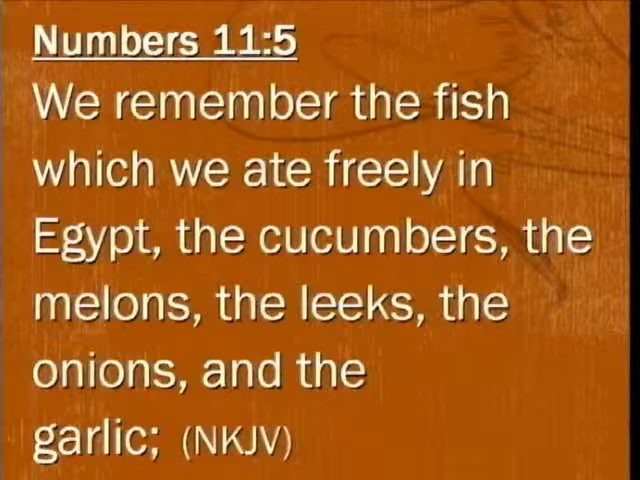 Numbers 11:5
We remember the fish
which we ate freely in
Egypt, the cucumbers, the
melons, the leeks, the
onions, and the
garlic; (NKJV)